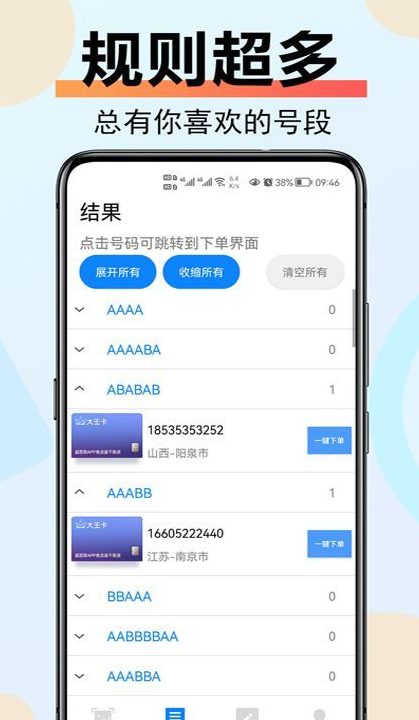 规则超多
总有你喜欢的号段
6.4 K/s 38% 09:46
结果
点击号码可跳转到下单界面
展开所有 收缩所有 清空所有
AAAA 0
AAAABA 0
ABABAB 1
大王卡
18535353252
山西-阳泉市
一键下单
AAABB 1
大王卡
16605222440
江苏-南京市
一键下单
BBAAA 0
AABBBBAA 0
AAABBA 0